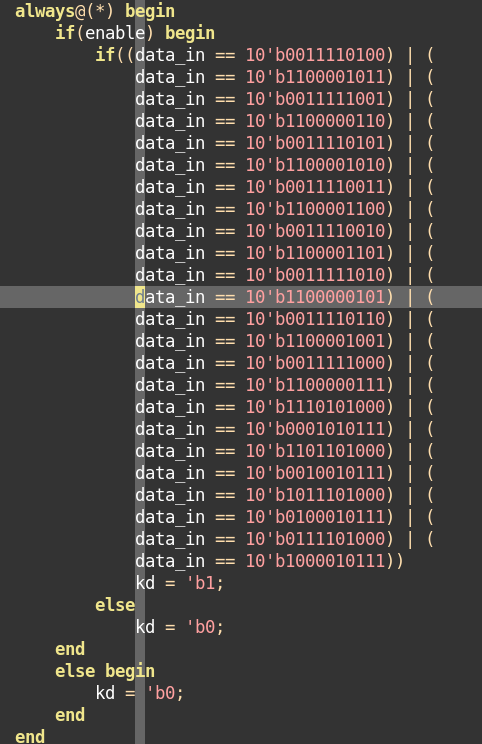 always@(*) begin
    if(enable) begin
        if((data_in == 10'b0011110100) | (
            data_in == 10'b1100001011) | (
            data_in == 10'b0011111001) | (
            data_in == 10'b1100000110) | (
            data_in == 10'b0011110101) | (
            data_in == 10'b1100001010) | (
            data_in == 10'b0011110011) | (
            data_in == 10'b1100001100) | (
            data_in == 10'b0011110010) | (
            data_in == 10'b1100001101) | (
            data_in == 10'b0011111010) | (
            data_in == 10'b1100000101) | (
            data_in == 10'b0011110110) | (
            data_in == 10'b1100001001) | (
            data_in == 10'b0011111000) | (
            data_in == 10'b1100000111) | (
            data_in == 10'b1110101000) | (
            data_in == 10'b0001010111) | (
            data_in == 10'b1101101000) | (
            data_in == 10'b0010010111) | (
            data_in == 10'b1011101000) | (
            data_in == 10'b0100010111) | (
            data_in == 10'b0111101000) | (
            data_in == 10'b1000010111))
            kd = 'b1;
        else
            kd = 'b0;
    end
    else begin
        kd = 'b0;
    end
end